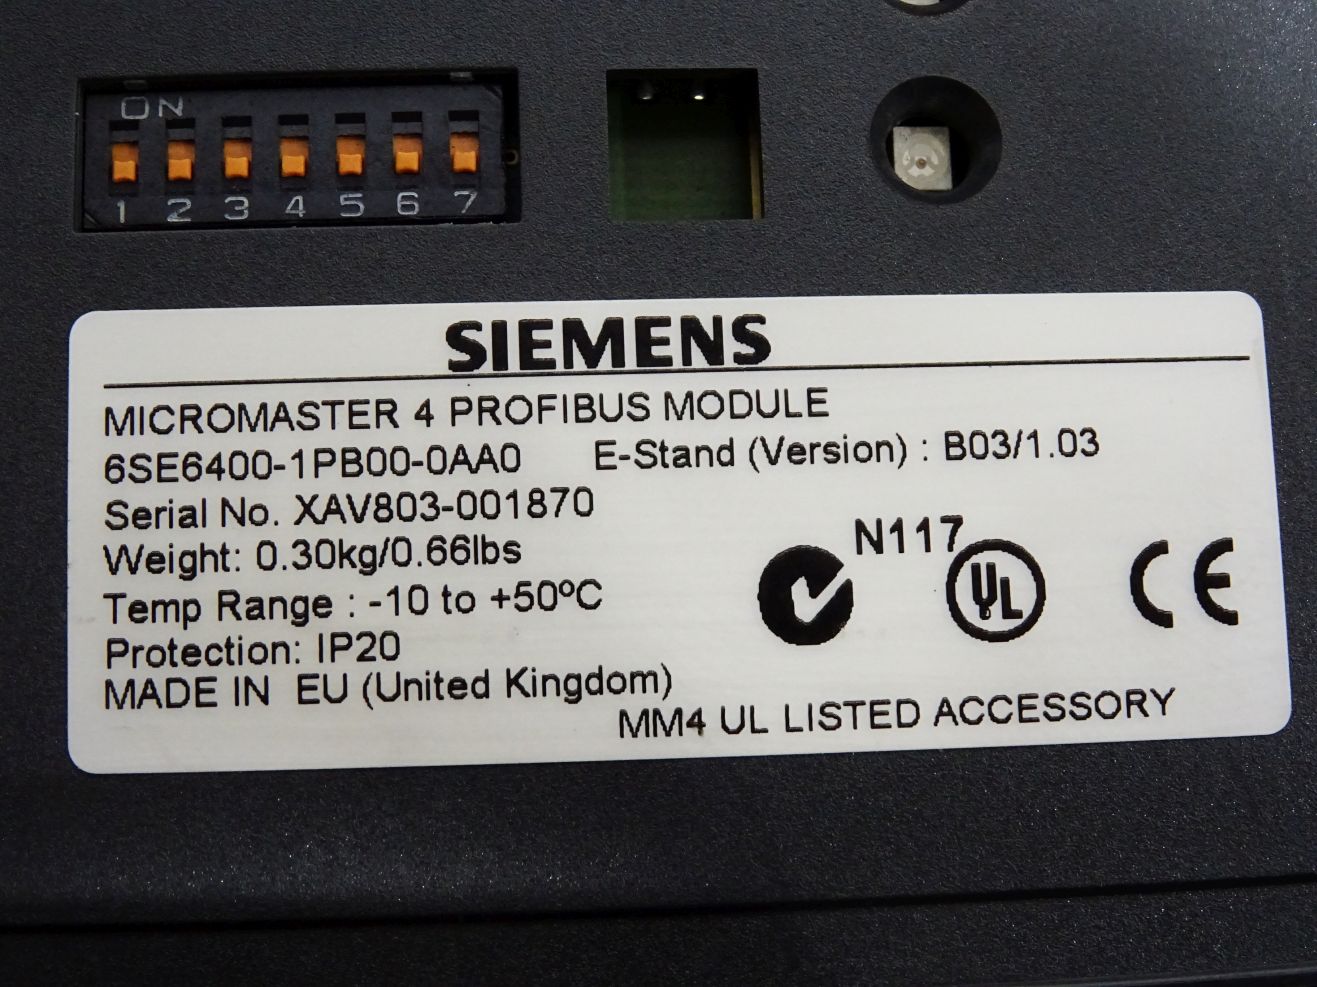 ON
1 2 3 4 5 6 7
SIEMENS
MICROMASTER 4 PROFIBUS MODULE
6SE6400-1PB00-0AA0 E-Stand (Version) : B03/1.03
Serial No. XAV803-001870
Weight: 0.30kg/0.66lbs
N117
Temp Range : -10 to +50ºC
UL
CE
Protection: IP20
MADE IN EU (United Kingdom)
MM4 UL LISTED ACCESSORY